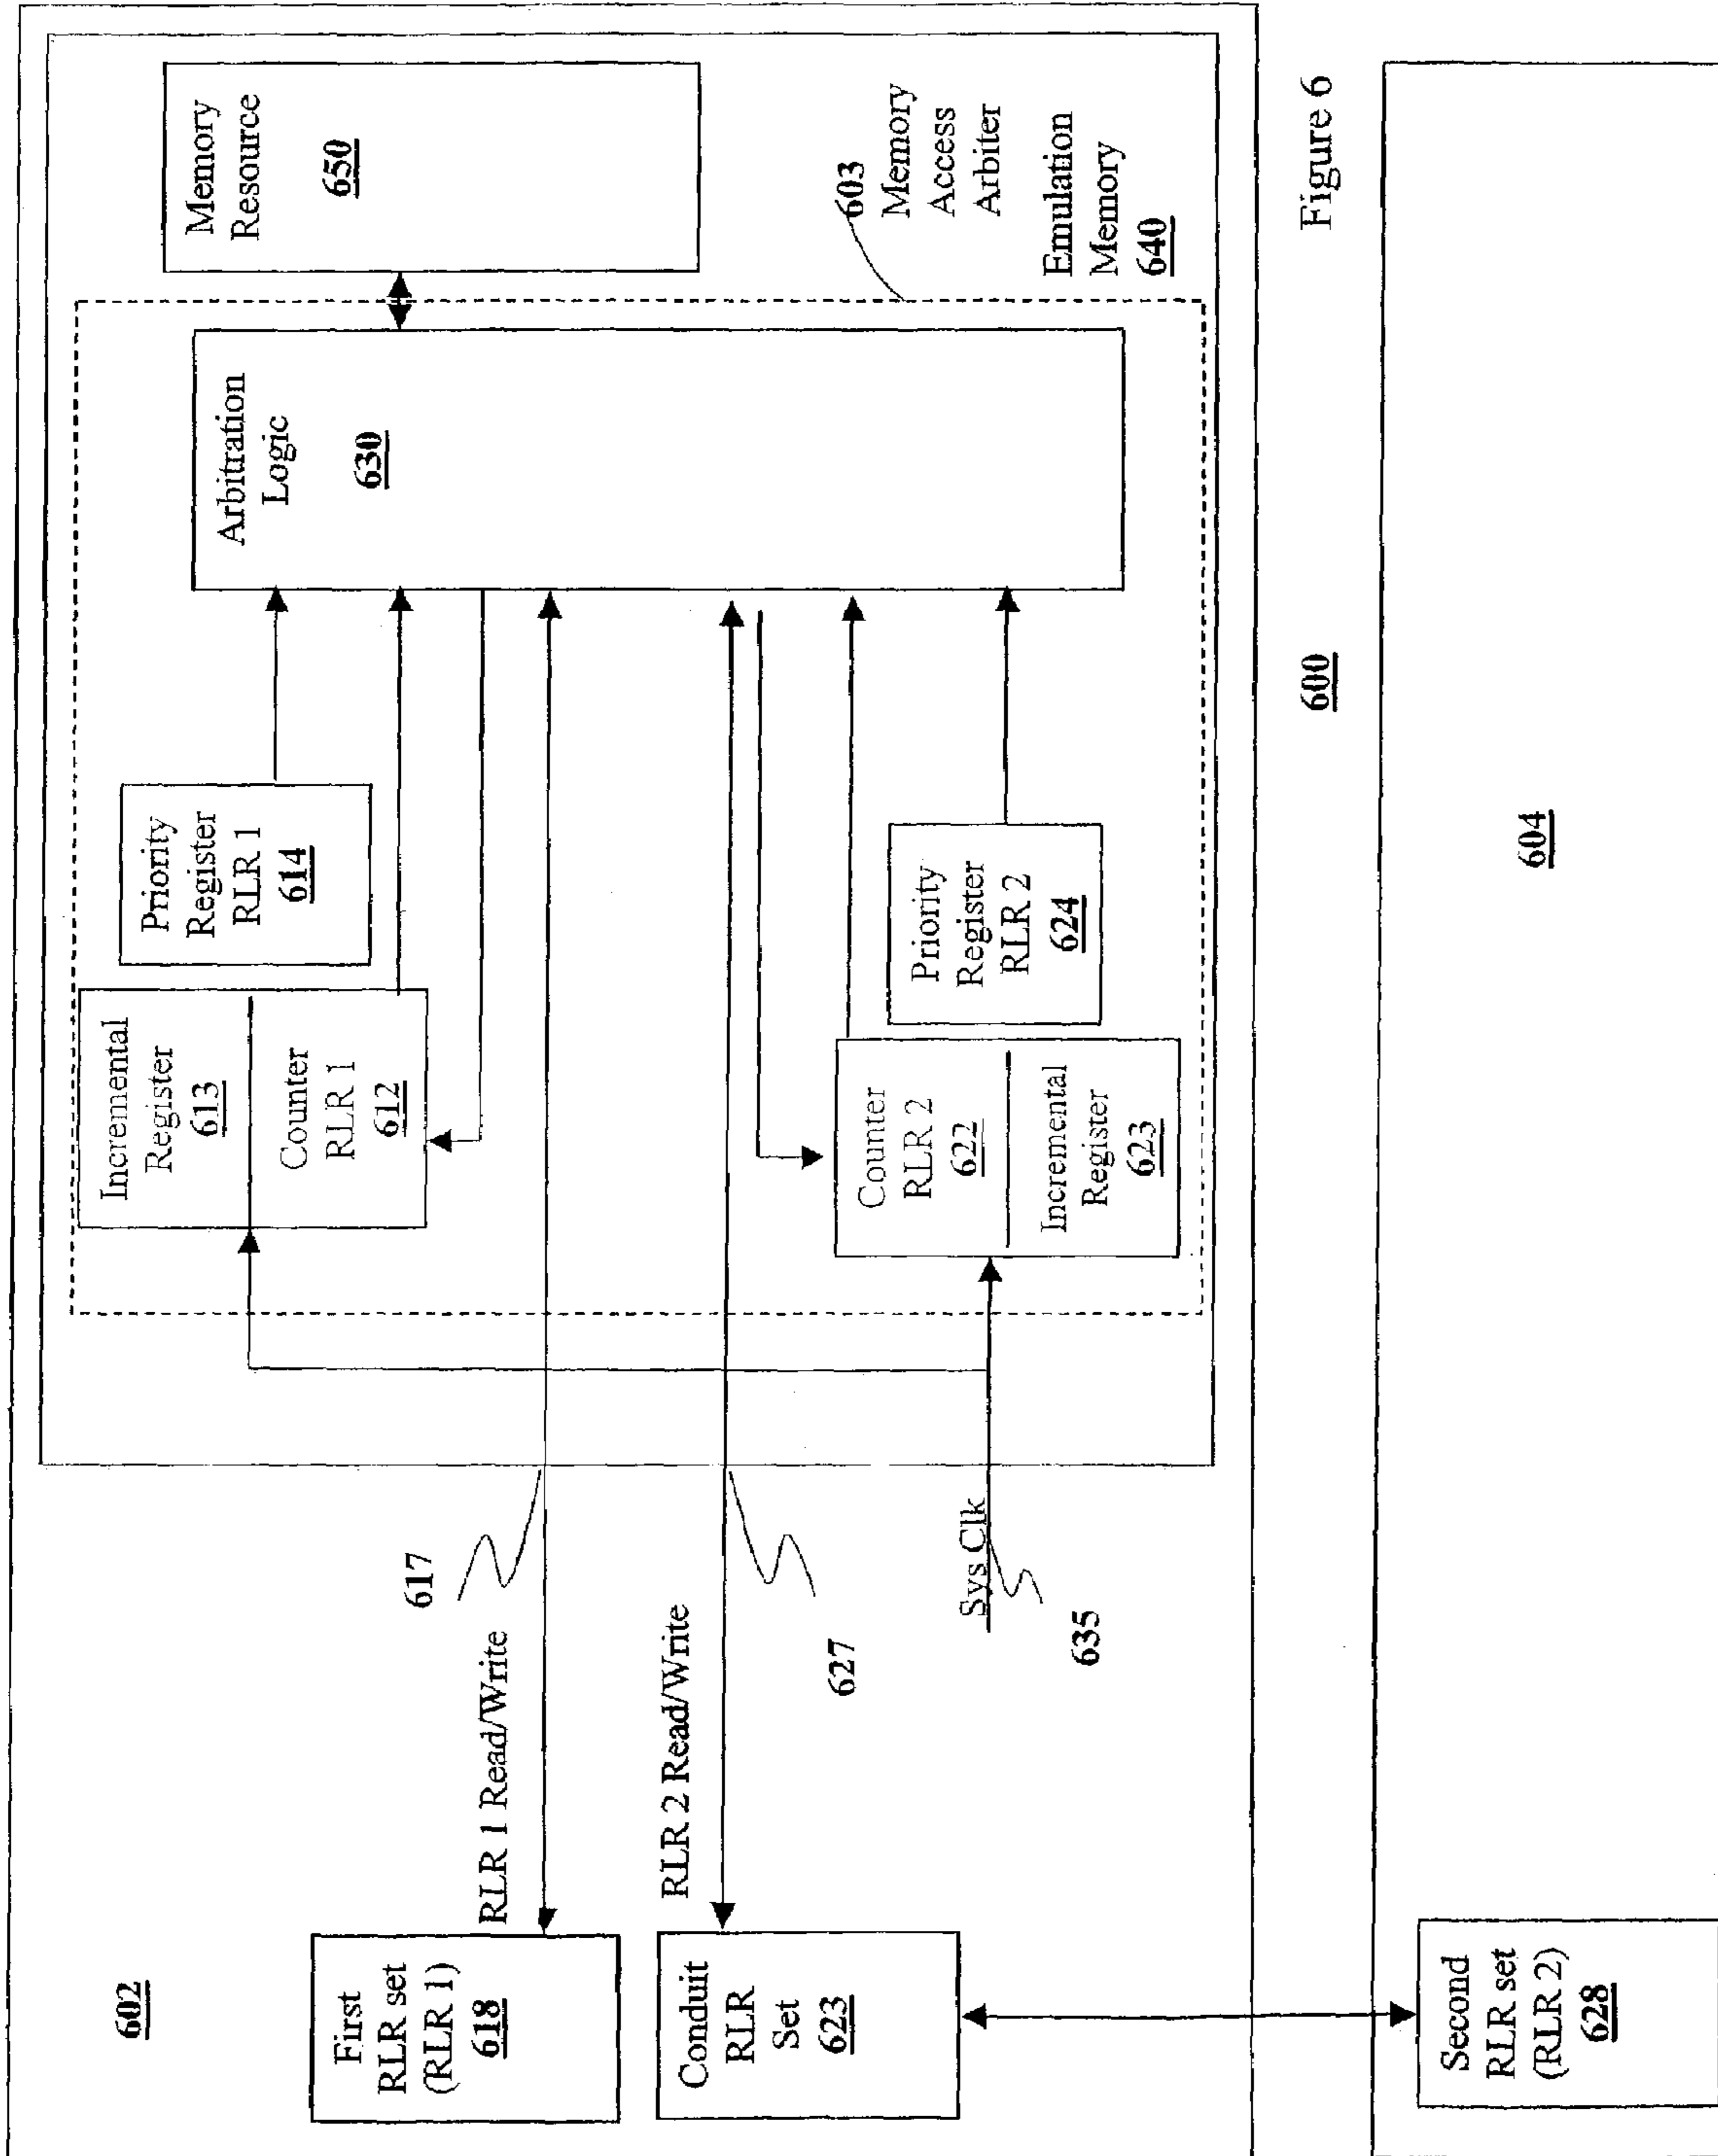 602
First
RLR set
(RLR 1)
618
Conduit
RLR
Set
623
Second
RLR set
(RLR 2)
628
RLR 1 Read/Write
617
RLR 2 Read/Write
627
Sys Clk
635
Incremental
Register
613
Counter
RLR 1
612
Priority
Register
RLR 1
614
Counter
RLR 2
622
Incremental
Register
623
Priority
Register
RLR 2
624
Arbitration
Logic
630
Memory
Resource
650
603
Memory
Access
Arbiter
Emulation
Memory
640
600
604
Figure 6